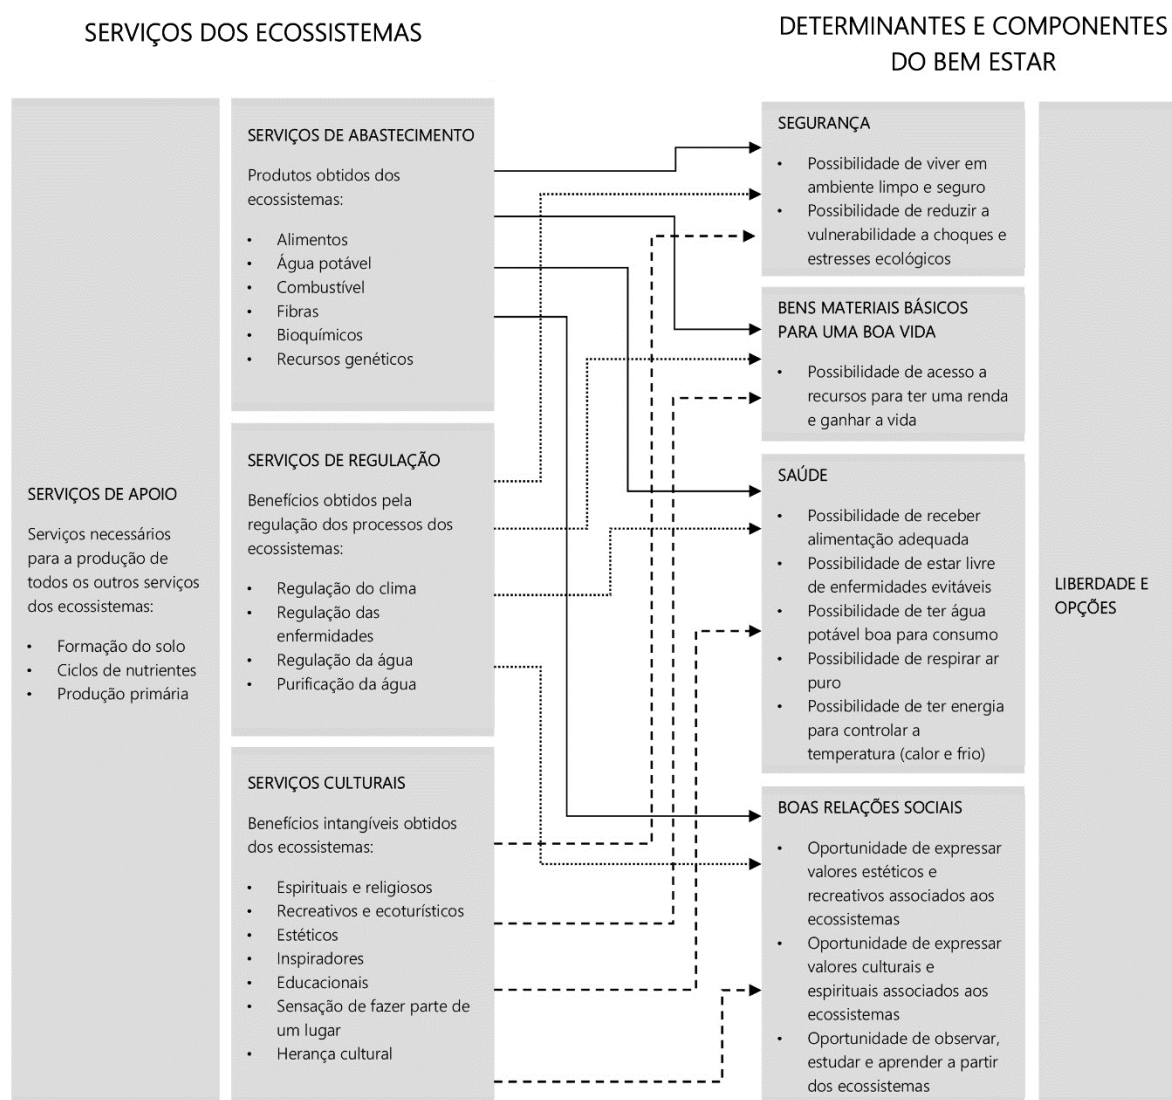 SERVIÇOS DOS ECOSSISTEMAS
DETERMINANTES E COMPONENTES
DO BEM ESTAR
SERVIÇOS DE APOIO
Serviços necessários
para a produção de
todos os outros serviços
dos ecossistemas:
• Formação do solo
• Ciclos de nutrientes
• Produção primária
SERVIÇOS DE ABASTECIMENTO
Produtos obtidos dos
ecossistemas:
• Alimentos
• Água potável
• Combustível
• Fibras
• Bioquímicos
• Recursos genéticos
SERVIÇOS DE REGULAÇÃO
Benefícios obtidos pela
regulação dos processos dos
ecossistemas:
• Regulação do clima
• Regulação das
enfermidades
• Regulação da água
• Purificação da água
SERVIÇOS CULTURAIS
Benefícios intangíveis obtidos
dos ecossistemas:
• Espirituais e religiosos
• Recreativos e ecoturísticos
• Estéticos
• Inspiradores
• Educacionais
• Sensação de fazer parte de
um lugar
• Herança cultural
SEGURANÇA
• Possibilidade de viver em
ambiente limpo e seguro
• Possibilidade de reduzir a
vulnerabilidade a choques e
estresses ecológicos
BENS MATERIAIS BÁSICOS
PARA UMA BOA VIDA
• Possibilidade de acesso a
recursos para ter uma renda
e ganhar a vida
SAÚDE
• Possibilidade de receber
alimentação adequada
• Possibilidade de estar livre
de enfermidades evitáveis
• Possibilidade de ter água
potável boa para consumo
• Possibilidade de respirar ar
puro
• Possibilidade de ter energia
para controlar a
temperatura (calor e frio)
BOAS RELAÇÕES SOCIAIS
• Oportunidade de expressar
valores estéticos e
recreativos associados aos
ecossistemas
• Oportunidade de expressar
valores culturais e
espirituais associados aos
ecossistemas
• Oportunidade de observar,
estudar e aprender a partir
dos ecossistemas
LIBERDADE E
OPÇÕES